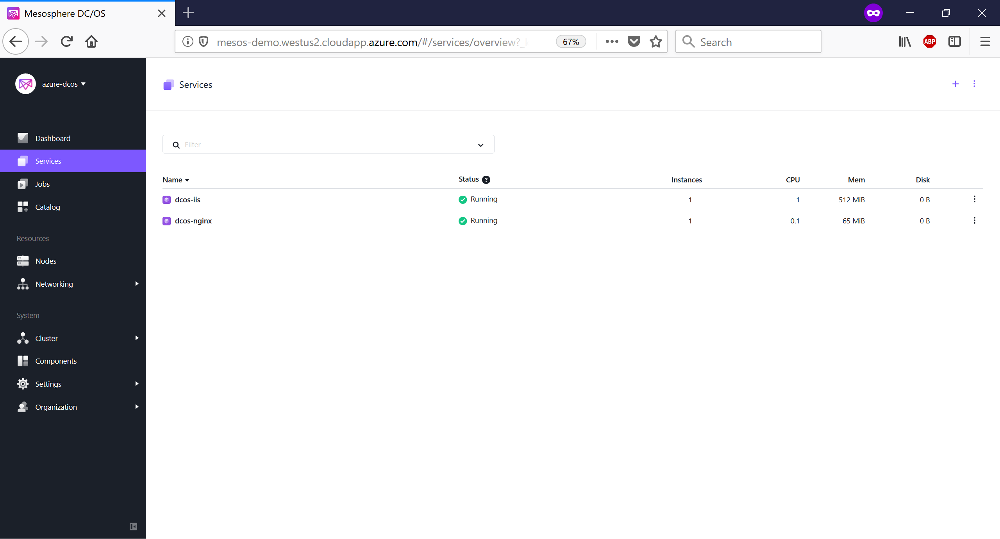 Mesosphere DC/OS
mesos-demo.westus2.cloudapp.azure.com/#/services/overview?_
67%
Search
ABP
azure-dcos
Services
Dashboard
Services
Jobs
Catalog
Resources
Nodes
Networking
System
Cluster
Components
Settings
Organization
Filter
Name Status ? Instances CPU Mem Disk
dcos-iis Running 1 1 512 MiB 0 B
dcos-nginx Running 1 0.1 65 MiB 0 B